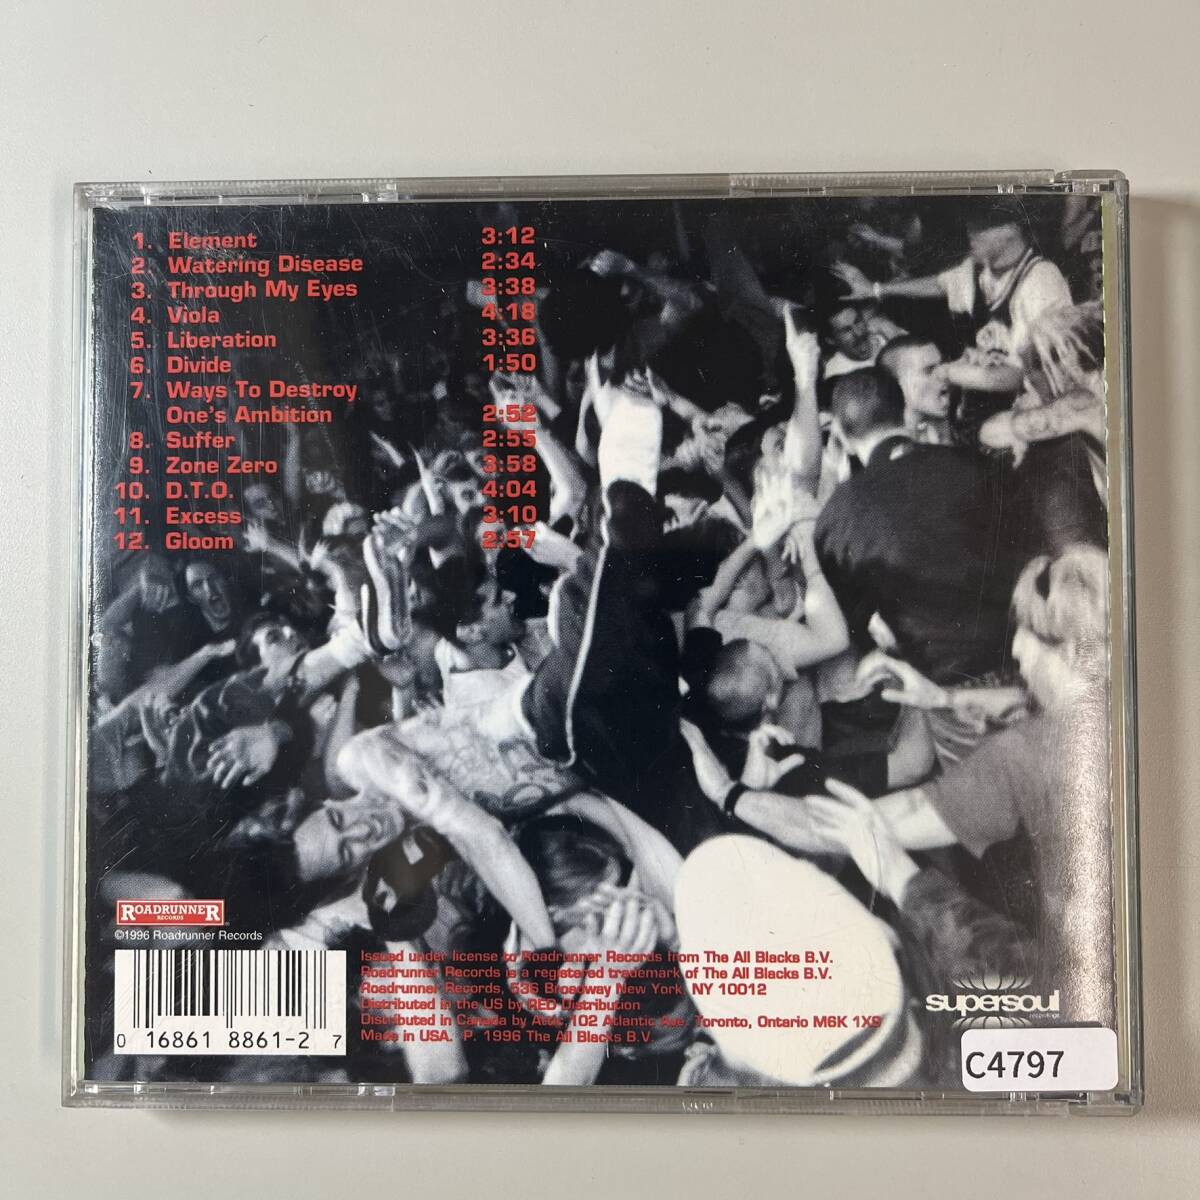 1. Element 3:12
2. Watering Disease 2:34
3. Through My Eyes 3:38
4. Viola 4:18
5. Liberation 3:36
6. Divide 1:50
7. Ways To Destroy
One's Ambition 2:52
8. Suffer 2:55
9. Zone Zero 3:58
10. D.T.O. 4:04
11. Excess 3:10
12. Gloom 2:57
ROADRUNNER
RECORDS
©1996 Roadrunner Records
0 16861 8861-2 7
Issued under license to Roadrunner Records from The All Blacks B.V.
Roadrunner Records is a registered trademark of The All Blacks B.V.
Roadrunner Records, 536 Broadway New York, NY 10012
Distributed in the US by RED Distribution
Distributed in Canada by Attic, 102 Atlantic Ave. Toronto, Ontario M6K 1X9
Made in USA. P. 1996 The All Blacks B.V.
supersoul
recordings
C4797